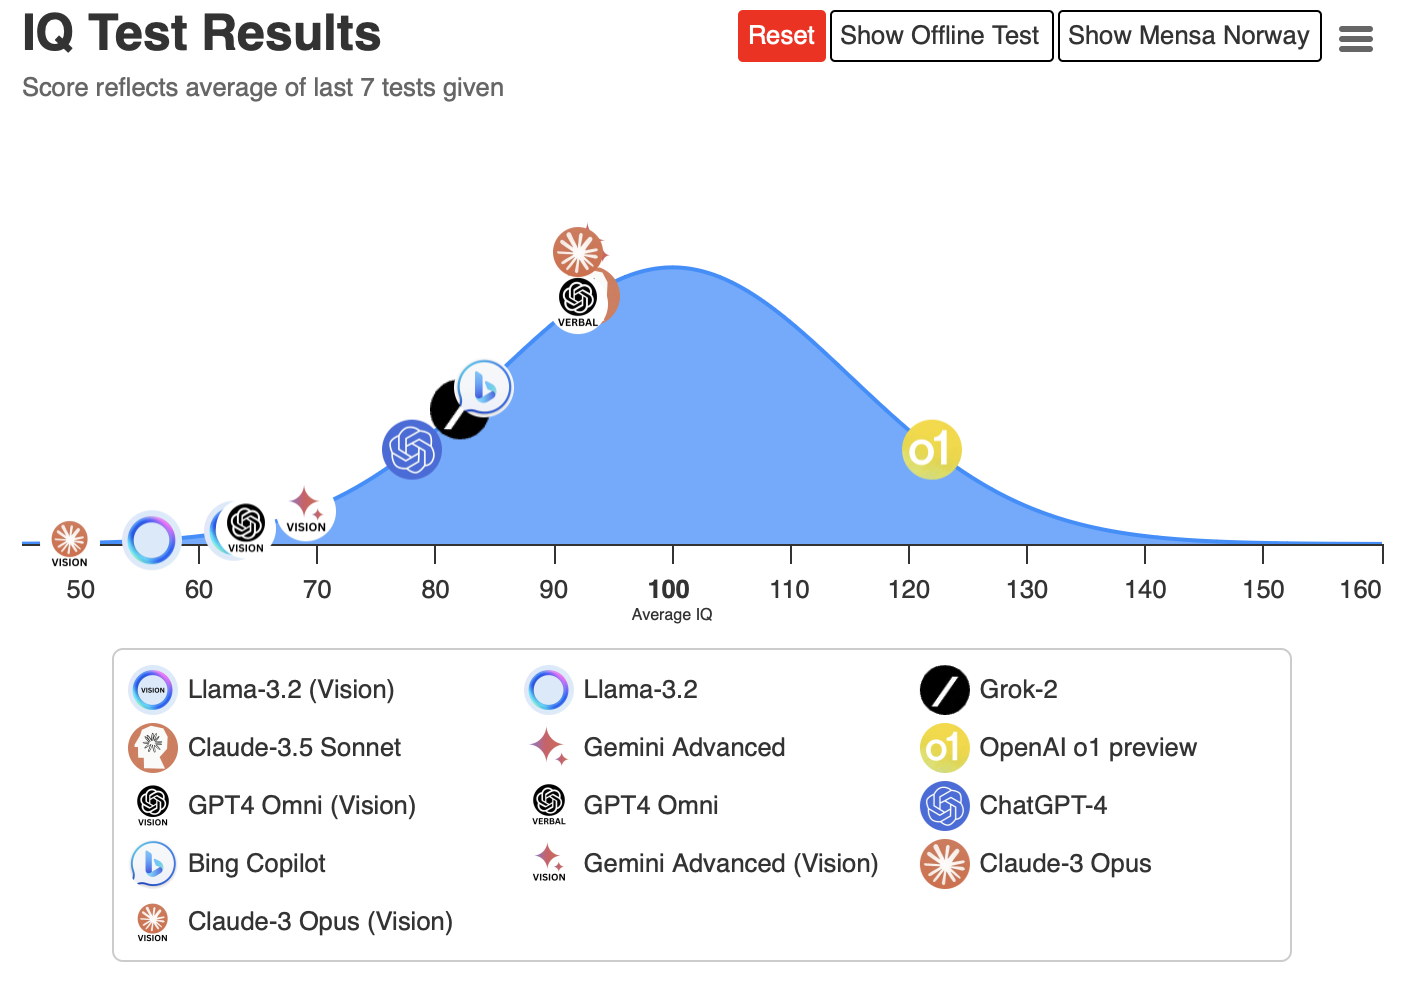 IQ Test Results
Reset
Show Offline Test
Show Mensa Norway
Score reflects average of last 7 tests given
VERBAL
o1
VISION
VISION
VISION
50 60 70 80 90 100 110 120 130 140 150 160
Average IQ
VISION Llama-3.2 (Vision)
Llama-3.2
Grok-2
Claude-3.5 Sonnet
Gemini Advanced
o1 OpenAI o1 preview
VISION GPT4 Omni (Vision)
VERBAL GPT4 Omni
ChatGPT-4
Bing Copilot
VISION Gemini Advanced (Vision)
Claude-3 Opus
VISION Claude-3 Opus (Vision)